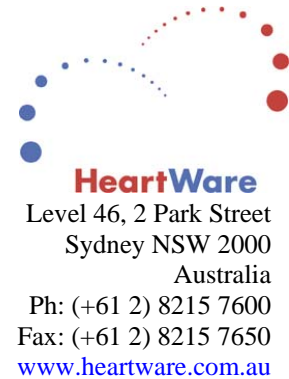 HeartWare
Level 46, 2 Park Street
Sydney NSW 2000
Australia
Ph: (+61 2) 8215 7600
Fax: (+61 2) 8215 7650
www.heartware.com.au